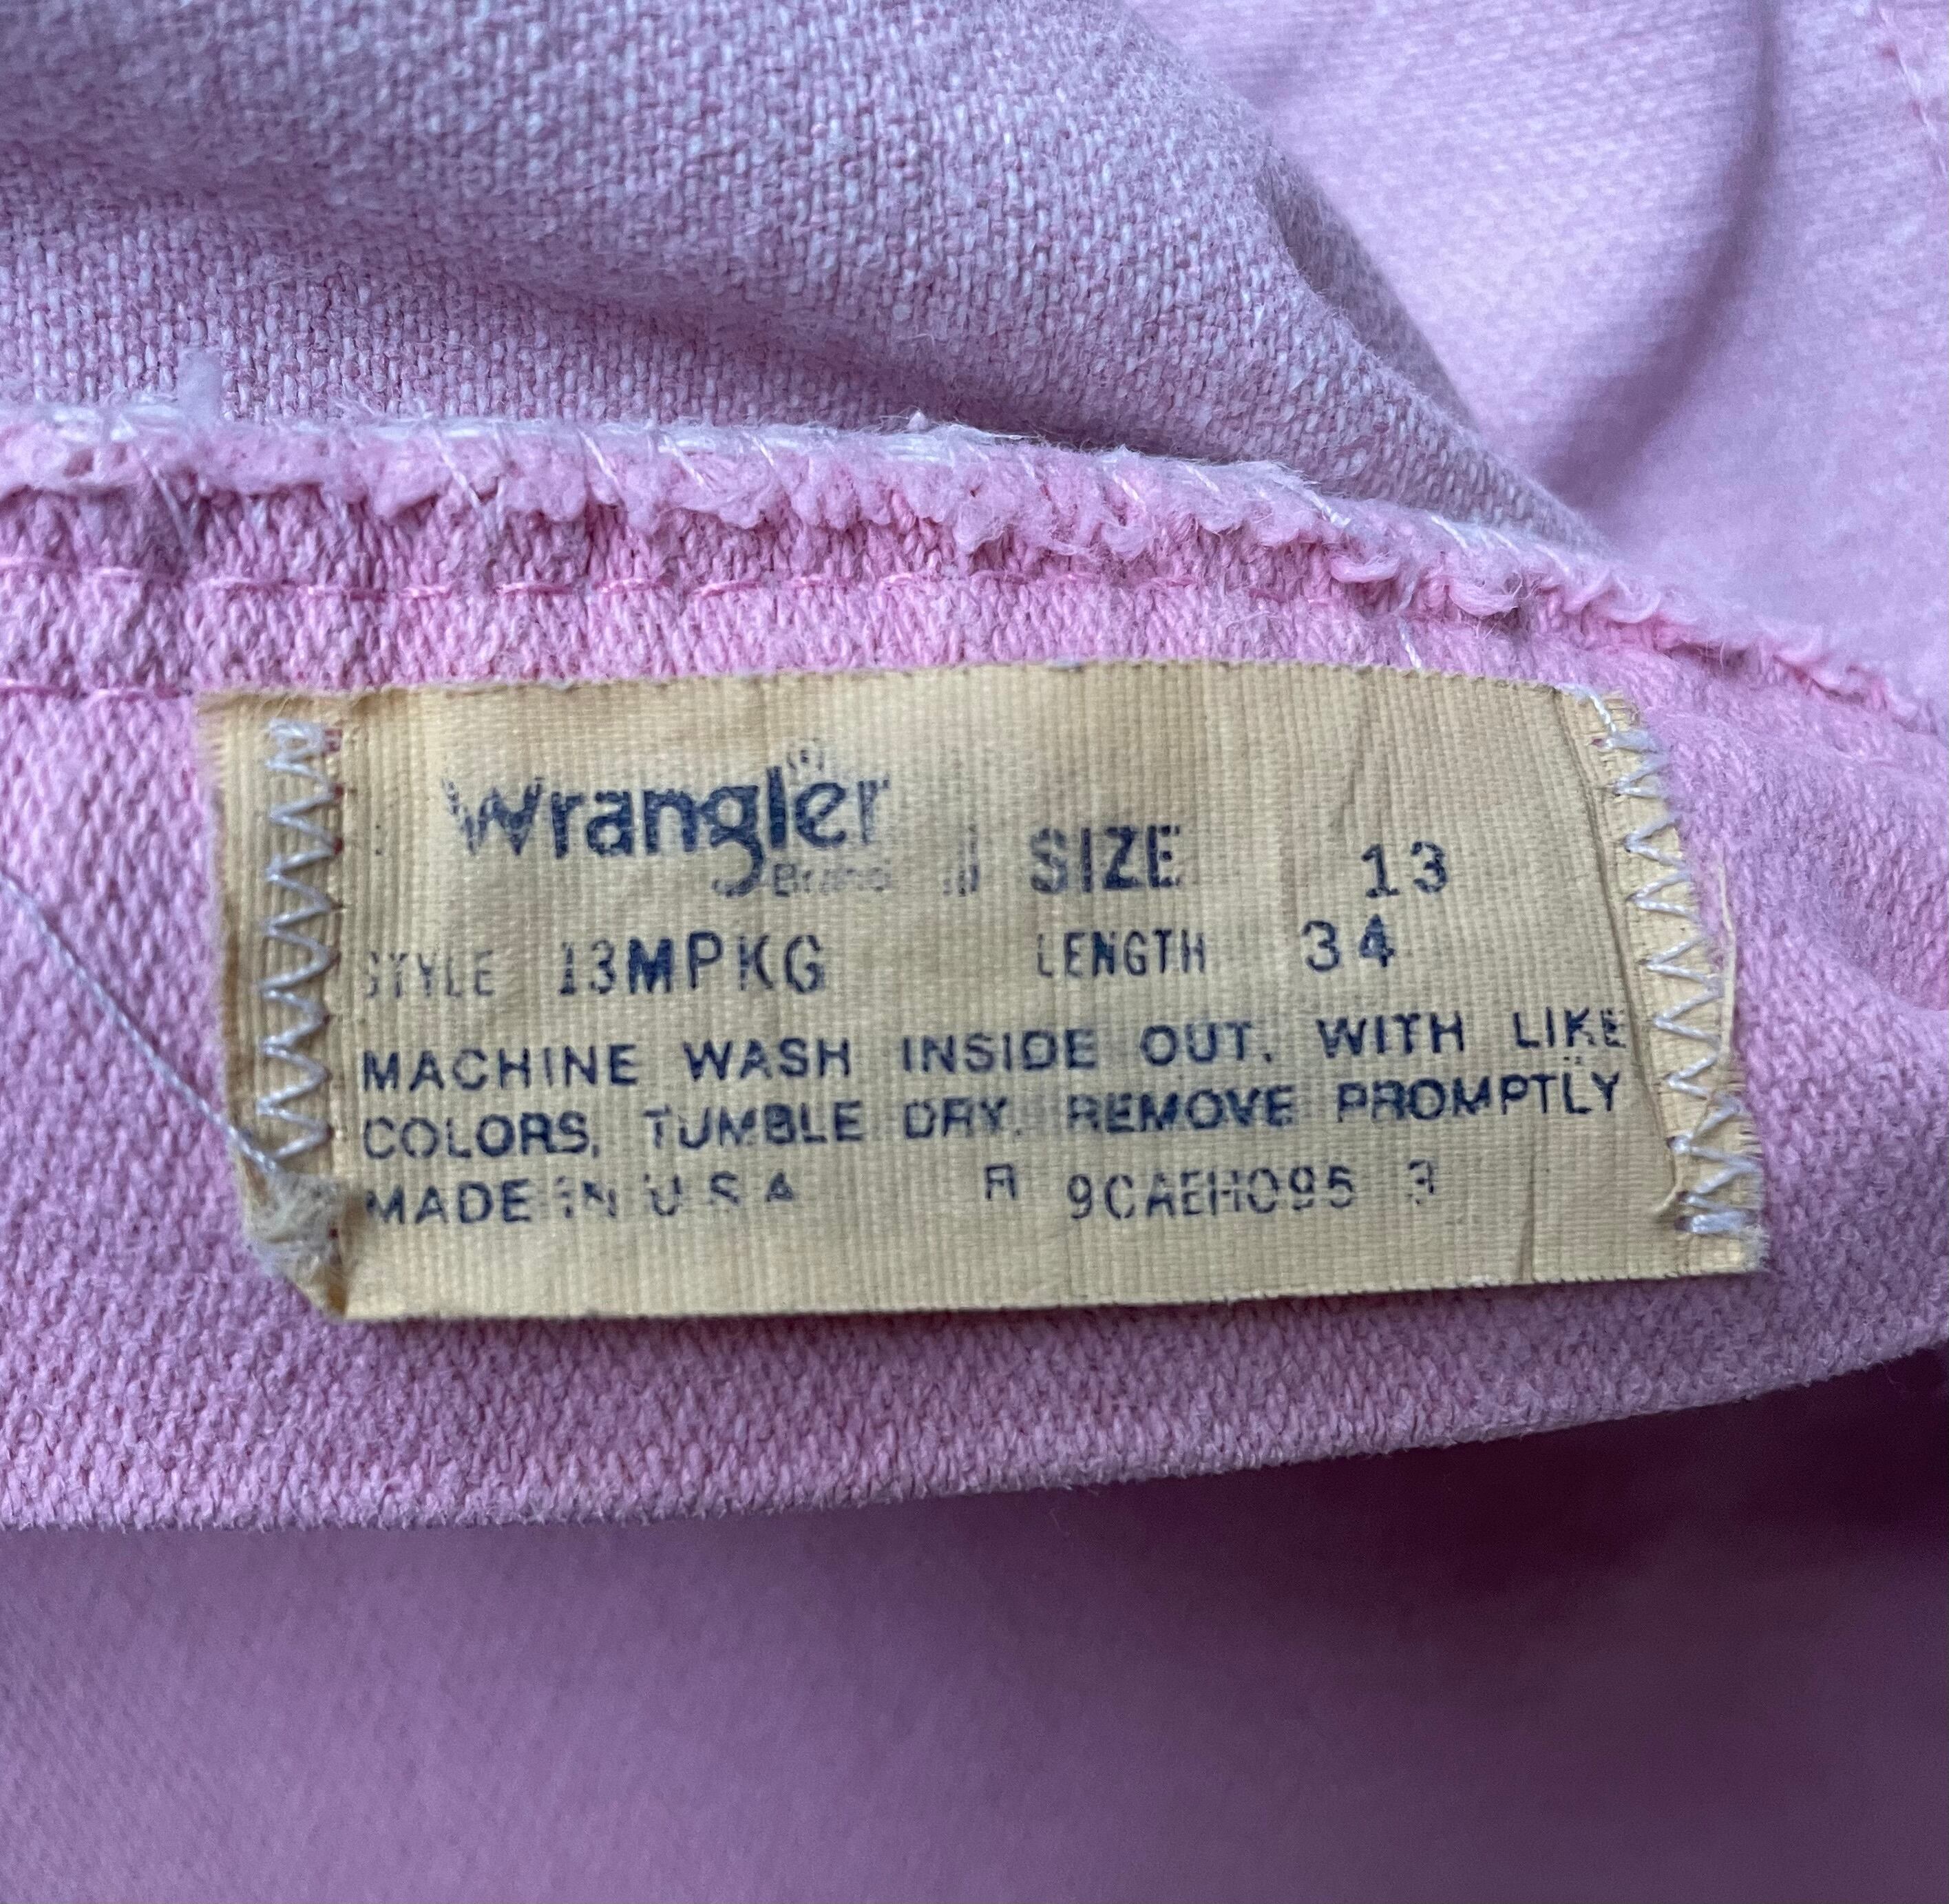 Wrangler
Brand
SIZE 13
STYLE 13MPKG LENGTH 34
MACHINE WASH INSIDE OUT, WITH LIKE
COLORS, TUMBLE DRY. REMOVE PROMPTLY
MADE IN U S A R 9CAEH095 3